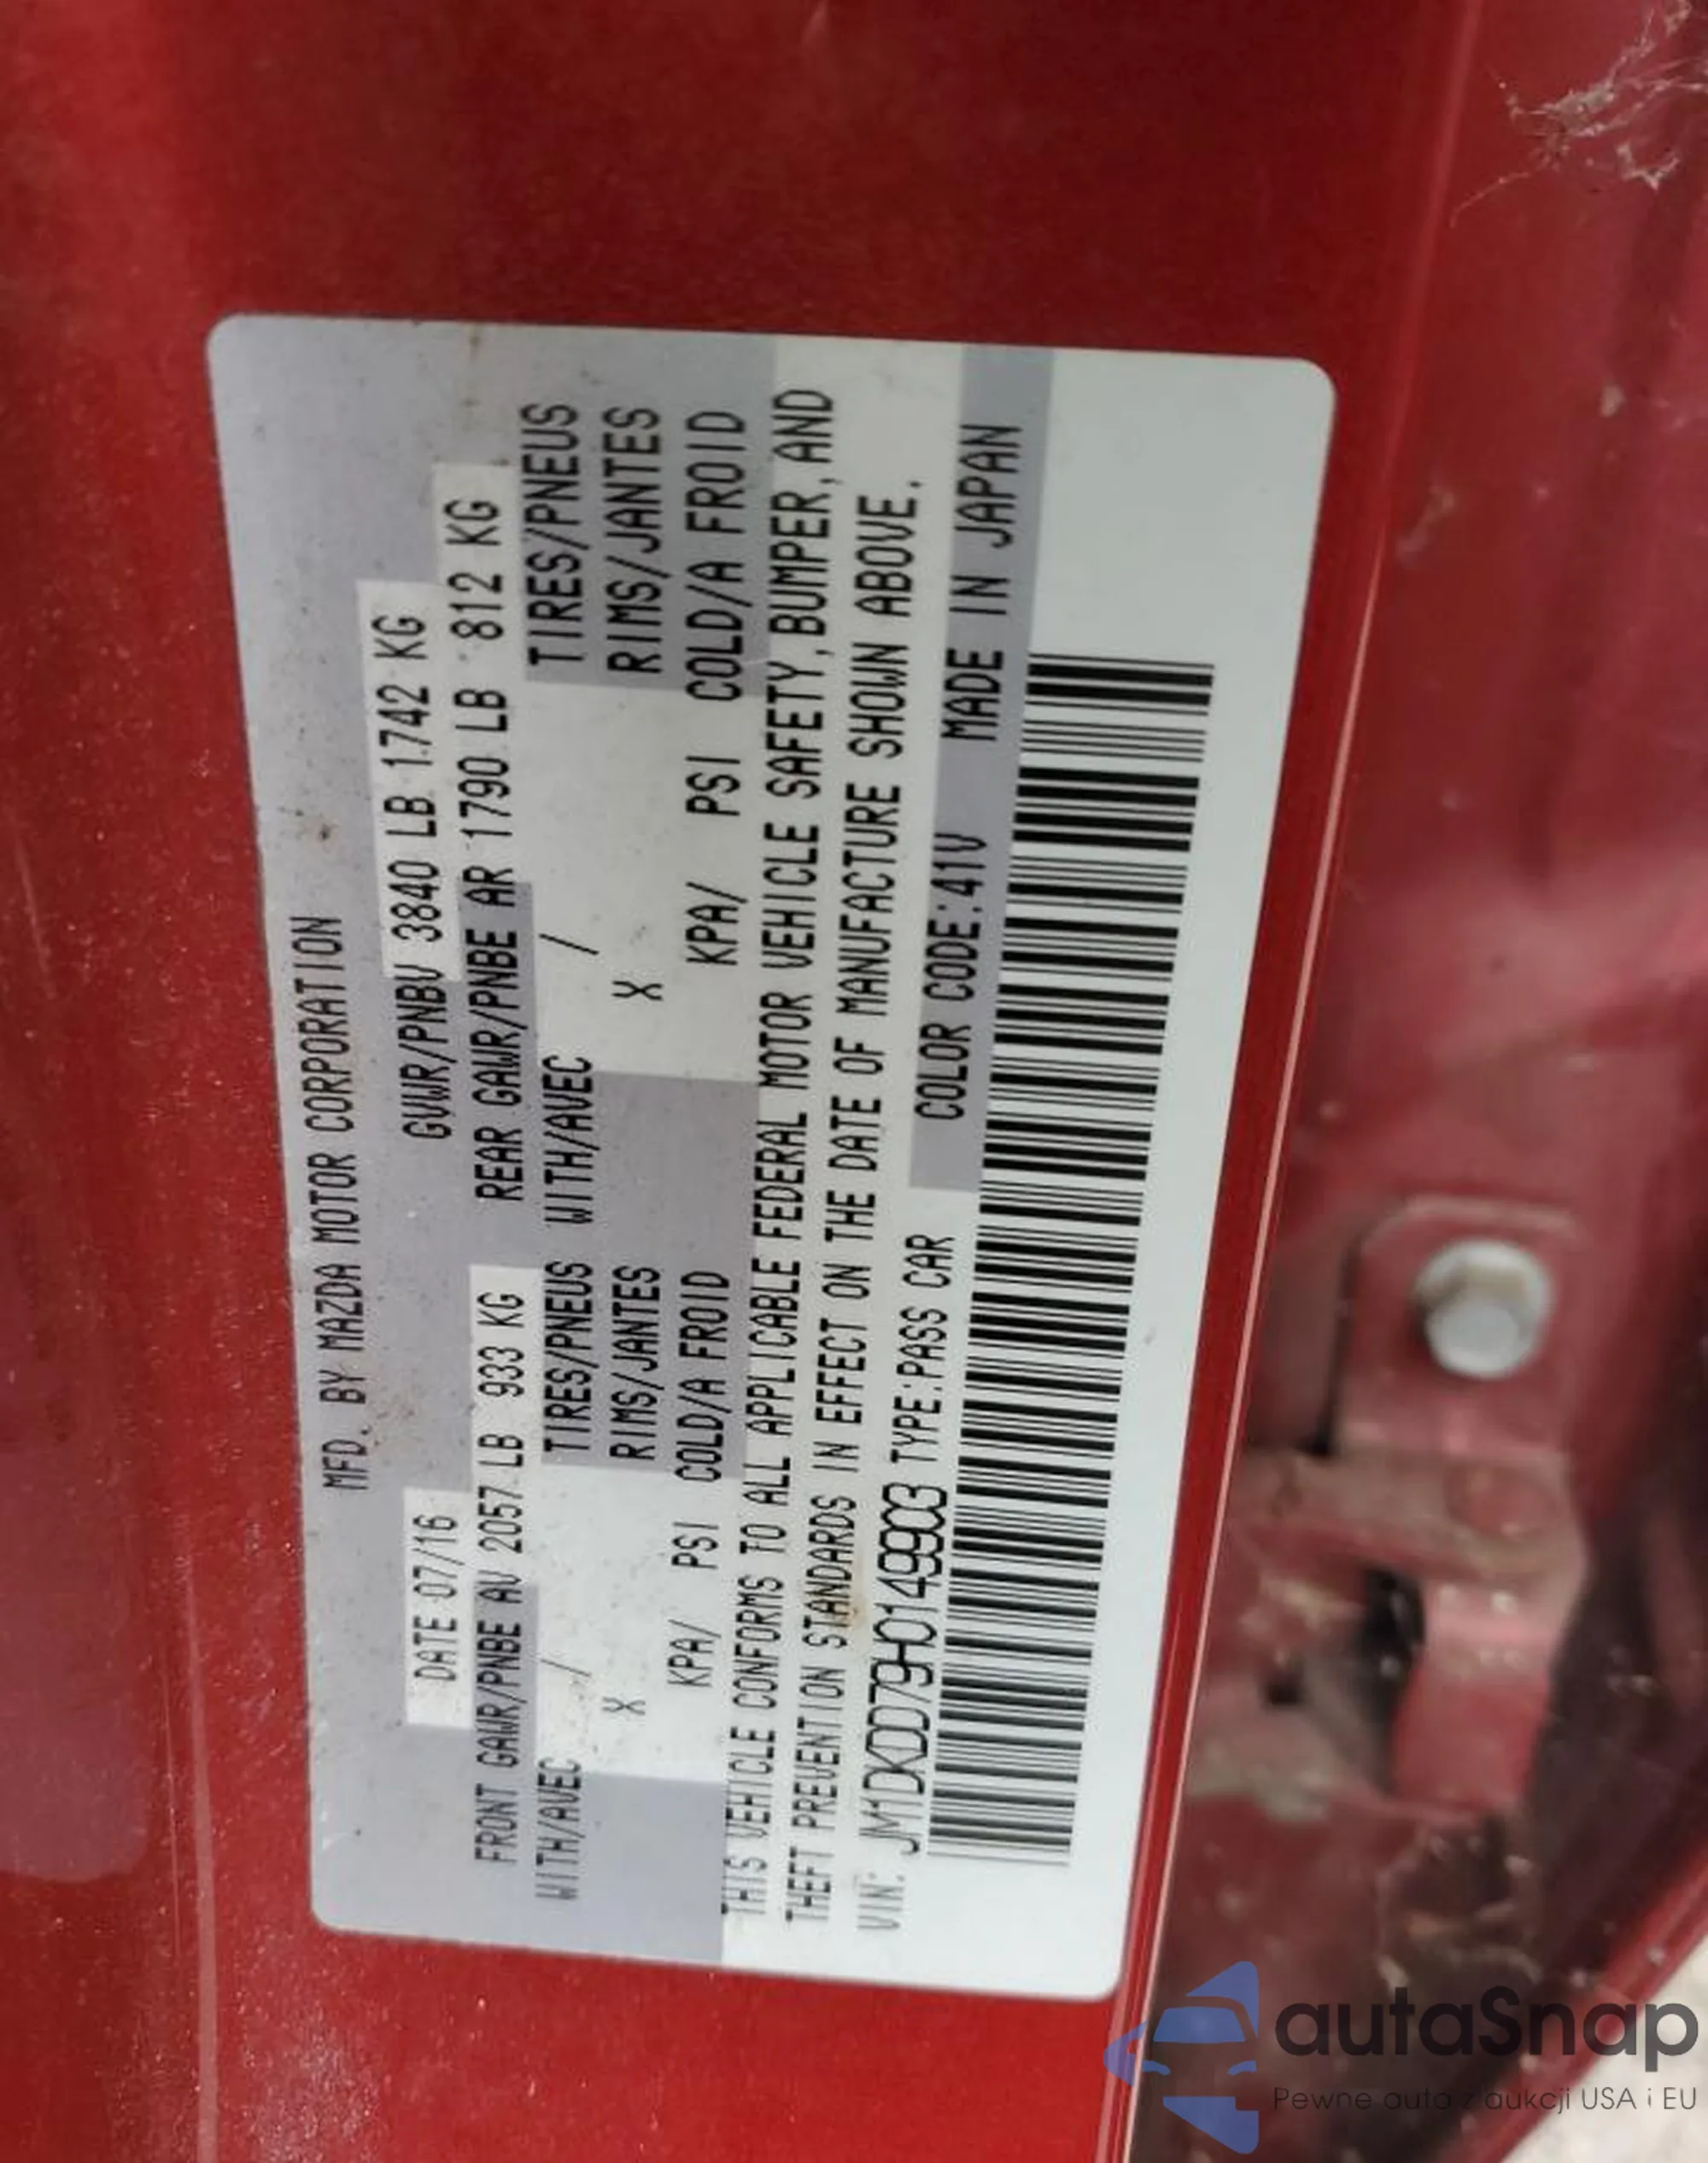 MFD. BY MAZDA MOTOR CORPORATION
DATE 07/16 GVWR/PNBV 3840 LB 1742 KG
FRONT GAWR/PNBE AV 2057 LB 933 KG REAR GAWR/PNBE AR 1790 LB 812 KG
WITH/AVEC / TIRES/PNEUS WITH/AVEC / TIRES/PNEUS
X RIMS/JANTES X RIMS/JANTES
KPA/ PSI COLD/A FROID KPA/ PSI COLD/A FROID
THIS VEHICLE CONFORMS TO ALL APPLICABLE FEDERAL MOTOR VEHICLE SAFETY, BUMPER, AND
THEFT PREVENTION STANDARDS IN EFFECT ON THE DATE OF MANUFACTURE SHOWN ABOVE.
VIN: JM1DKDD79H0149903 TYPE:PASS CAR COLOR CODE:41V MADE IN JAPAN
autaSnap
Pewne auta z aukcji USA i EU